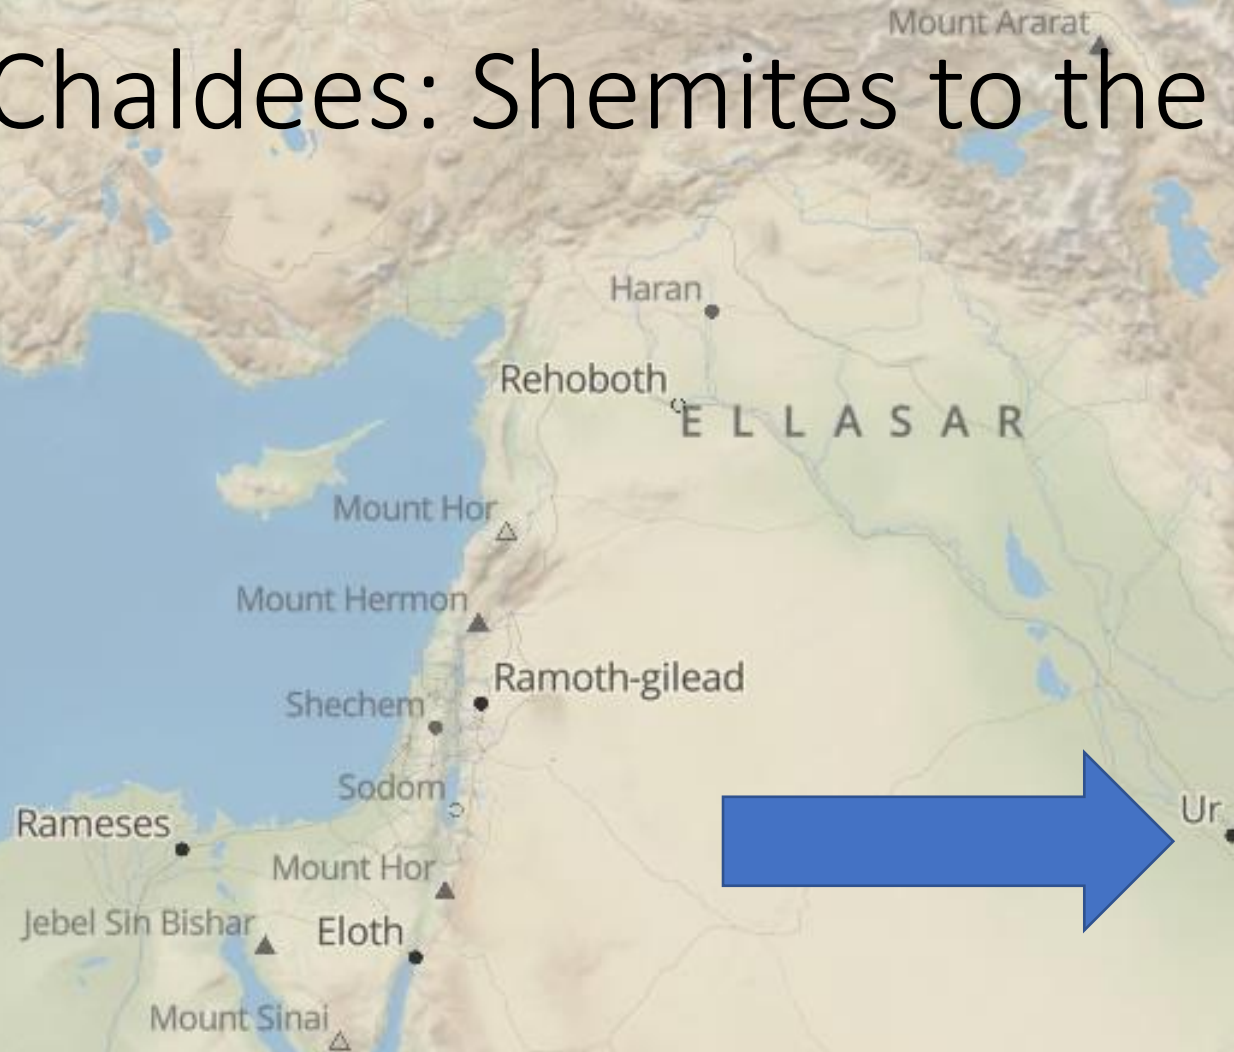 Mount Ararat
Chaldees: Shemites to the
Haran
Rehoboth
ELLASAR
Mount Hor
Mount Hermon
Ramoth-gilead
Shechem
Sodom
Ur
Rameses
Mount Hor
Jebel Sin Bishar
Eloth
Mount Sinai